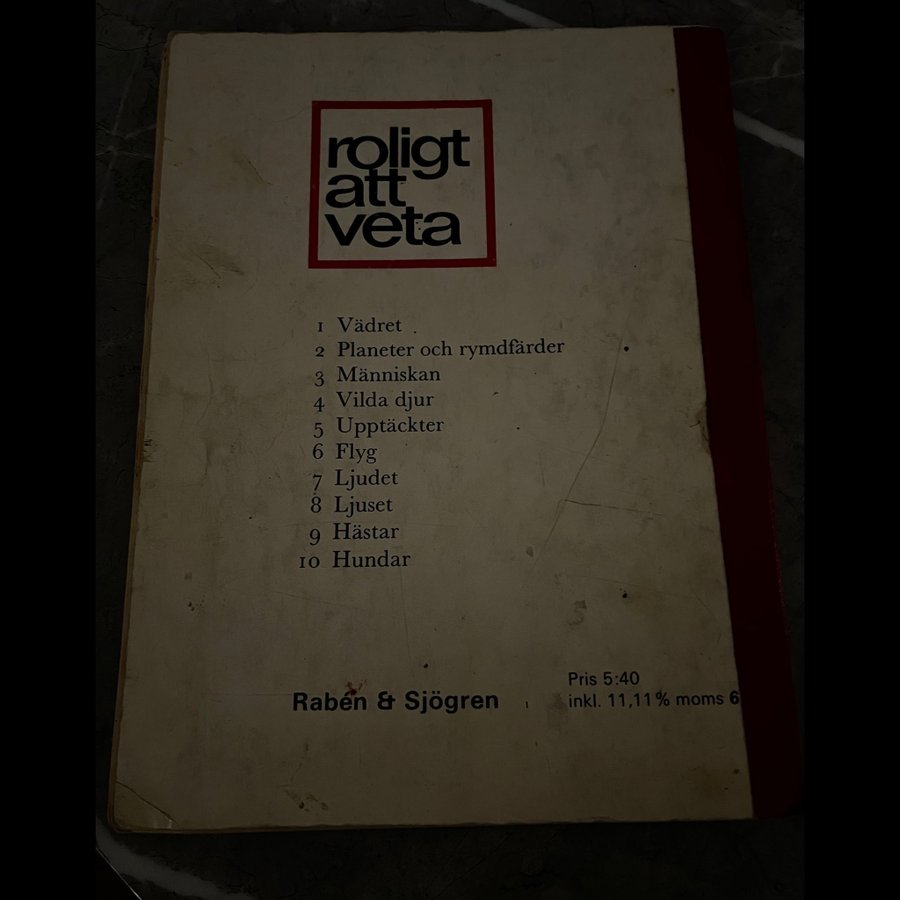 roligt
att
veta
1 Vädret
2 Planeter och rymdfärder
3 Människan
4 Vilda djur
5 Upptäckter
6 Flyg
7 Ljudet
8 Ljuset
9 Hästar
10 Hundar
Rabén & Sjögren
Pris 5:40
inkl. 11,11% moms 6